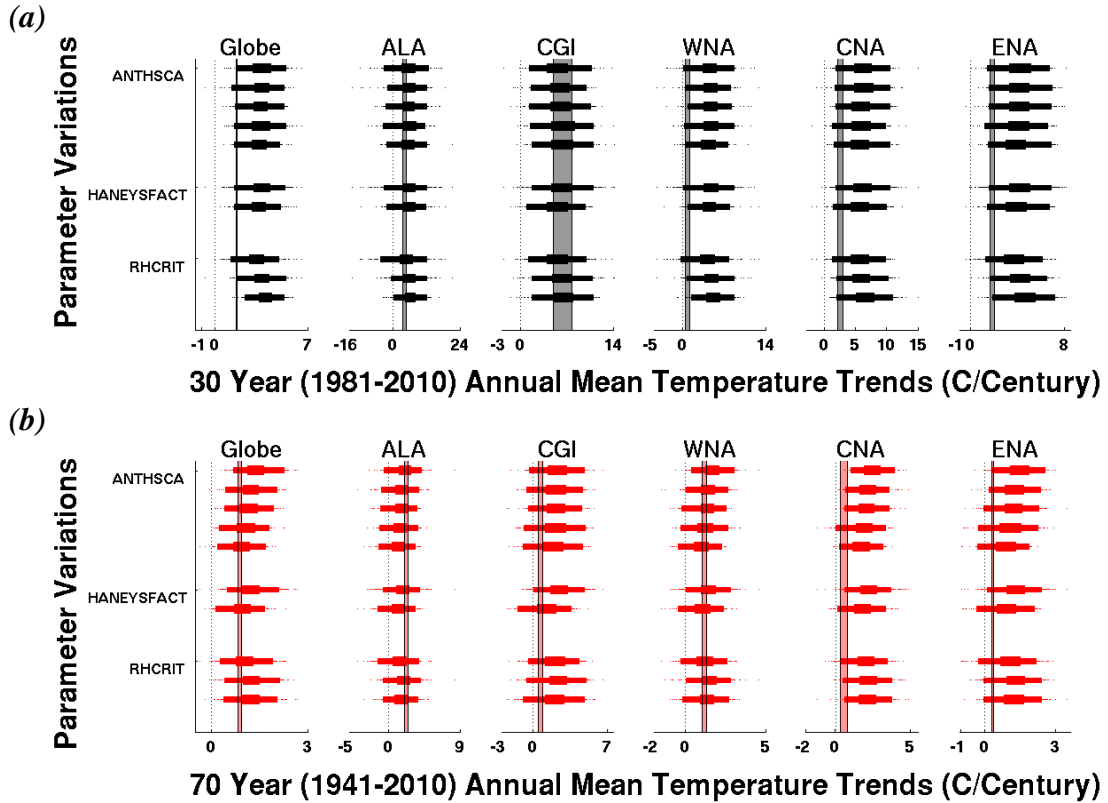 (a)
Globe ALA CGI WNA CNA ENA
Parameter Variations
ANTHSCA
HANEYSFACT
RHCRIT
-1 0 7 -16 0 24 -3 0 14 -5 0 14 0 5 10 15 -10 0 8
30 Year (1981-2010) Annual Mean Temperature Trends (C/Century)
(b)
Globe ALA CGI WNA CNA ENA
Parameter Variations
ANTHSCA
HANEYSFACT
RHCRIT
0 3 -5 0 9 -3 0 7 -2 0 5 -2 0 5 -1 0 3
70 Year (1941-2010) Annual Mean Temperature Trends (C/Century)